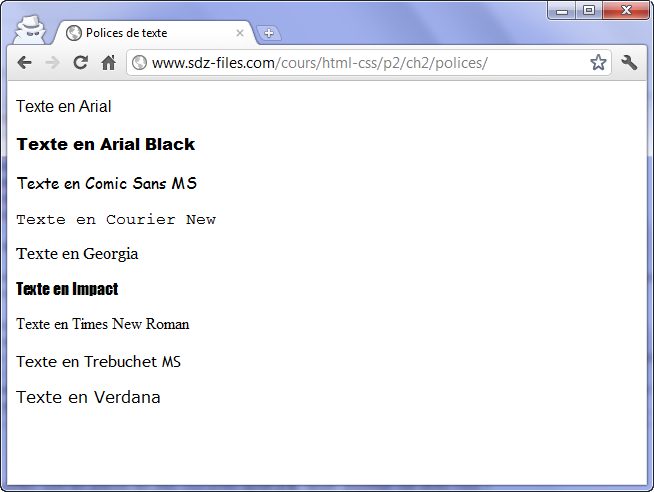 Polices de texte
www.sdz-files.com/cours/html-css/p2/ch2/polices/
Texte en Arial
Texte en Arial Black
Texte en Comic Sans MS
Texte en Courier New
Texte en Georgia
Texte en Impact
Texte en Times New Roman
Texte en Trebuchet MS
Texte en Verdana